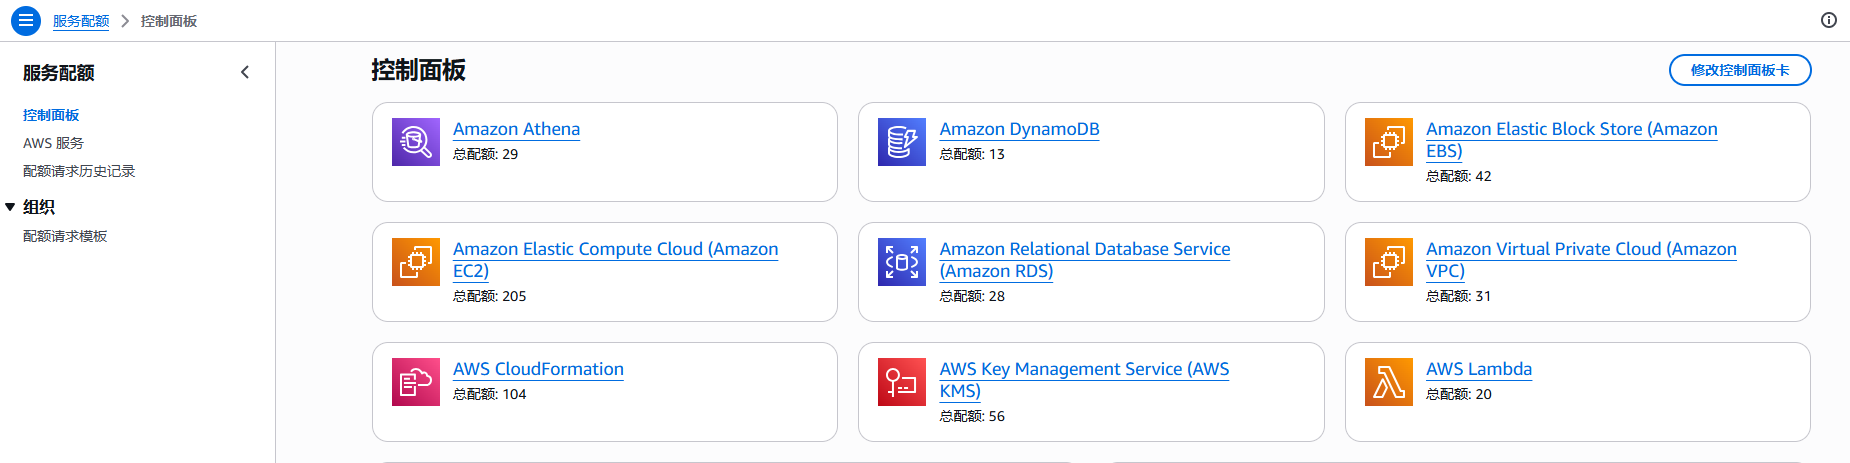 服务配额 > 控制面板
服务配额
控制面板
AWS 服务
配额请求历史记录
组织
配额请求模板
控制面板
修改控制面板卡
Amazon Athena
总配额: 29
Amazon DynamoDB
总配额: 13
Amazon Elastic Block Store (Amazon
EBS)
总配额: 42
Amazon Elastic Compute Cloud (Amazon
EC2)
总配额: 205
Amazon Relational Database Service
(Amazon RDS)
总配额: 28
Amazon Virtual Private Cloud (Amazon
VPC)
总配额: 31
AWS CloudFormation
总配额: 104
AWS Key Management Service (AWS
KMS)
总配额: 56
AWS Lambda
总配额: 20